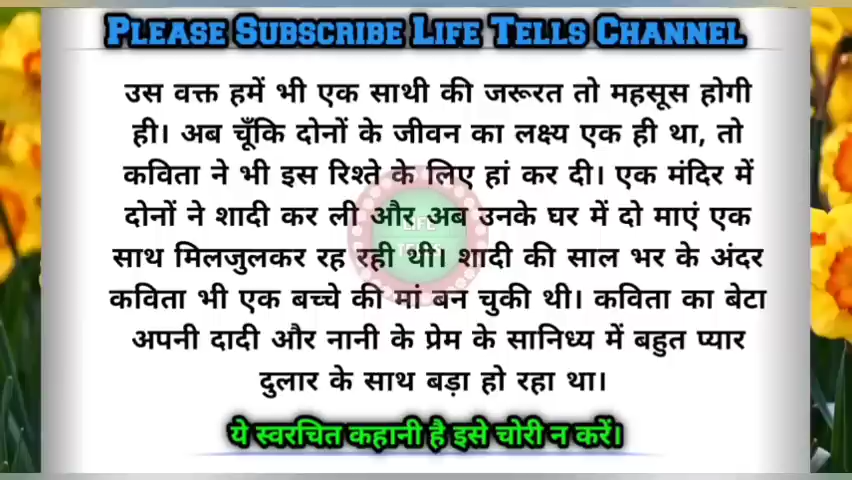 PLEASE SUBSCRIBE LIFE TELLS CHANNEL
उस वक्त हमें भी एक साथी की जरूरत तो महसूस होगी
ही। अब चूँकि दोनों के जीवन का लक्ष्य एक ही था, तो
कविता ने भी इस रिश्ते के लिए हां कर दी। एक मंदिर में
दोनों ने शादी कर ली और अब उनके घर में दो माएं एक
साथ मिलजुलकर रह रही थी। शादी की साल भर के अंदर
कविता भी एक बच्चे की मां बन चुकी थी। कविता का बेटा
अपनी दादी और नानी के प्रेम के सानिध्य में बहुत प्यार
दुलार के साथ बड़ा हो रहा था।
LIFE
TELLS
ये स्वरचित कहानी है इसे चोरी न करें।